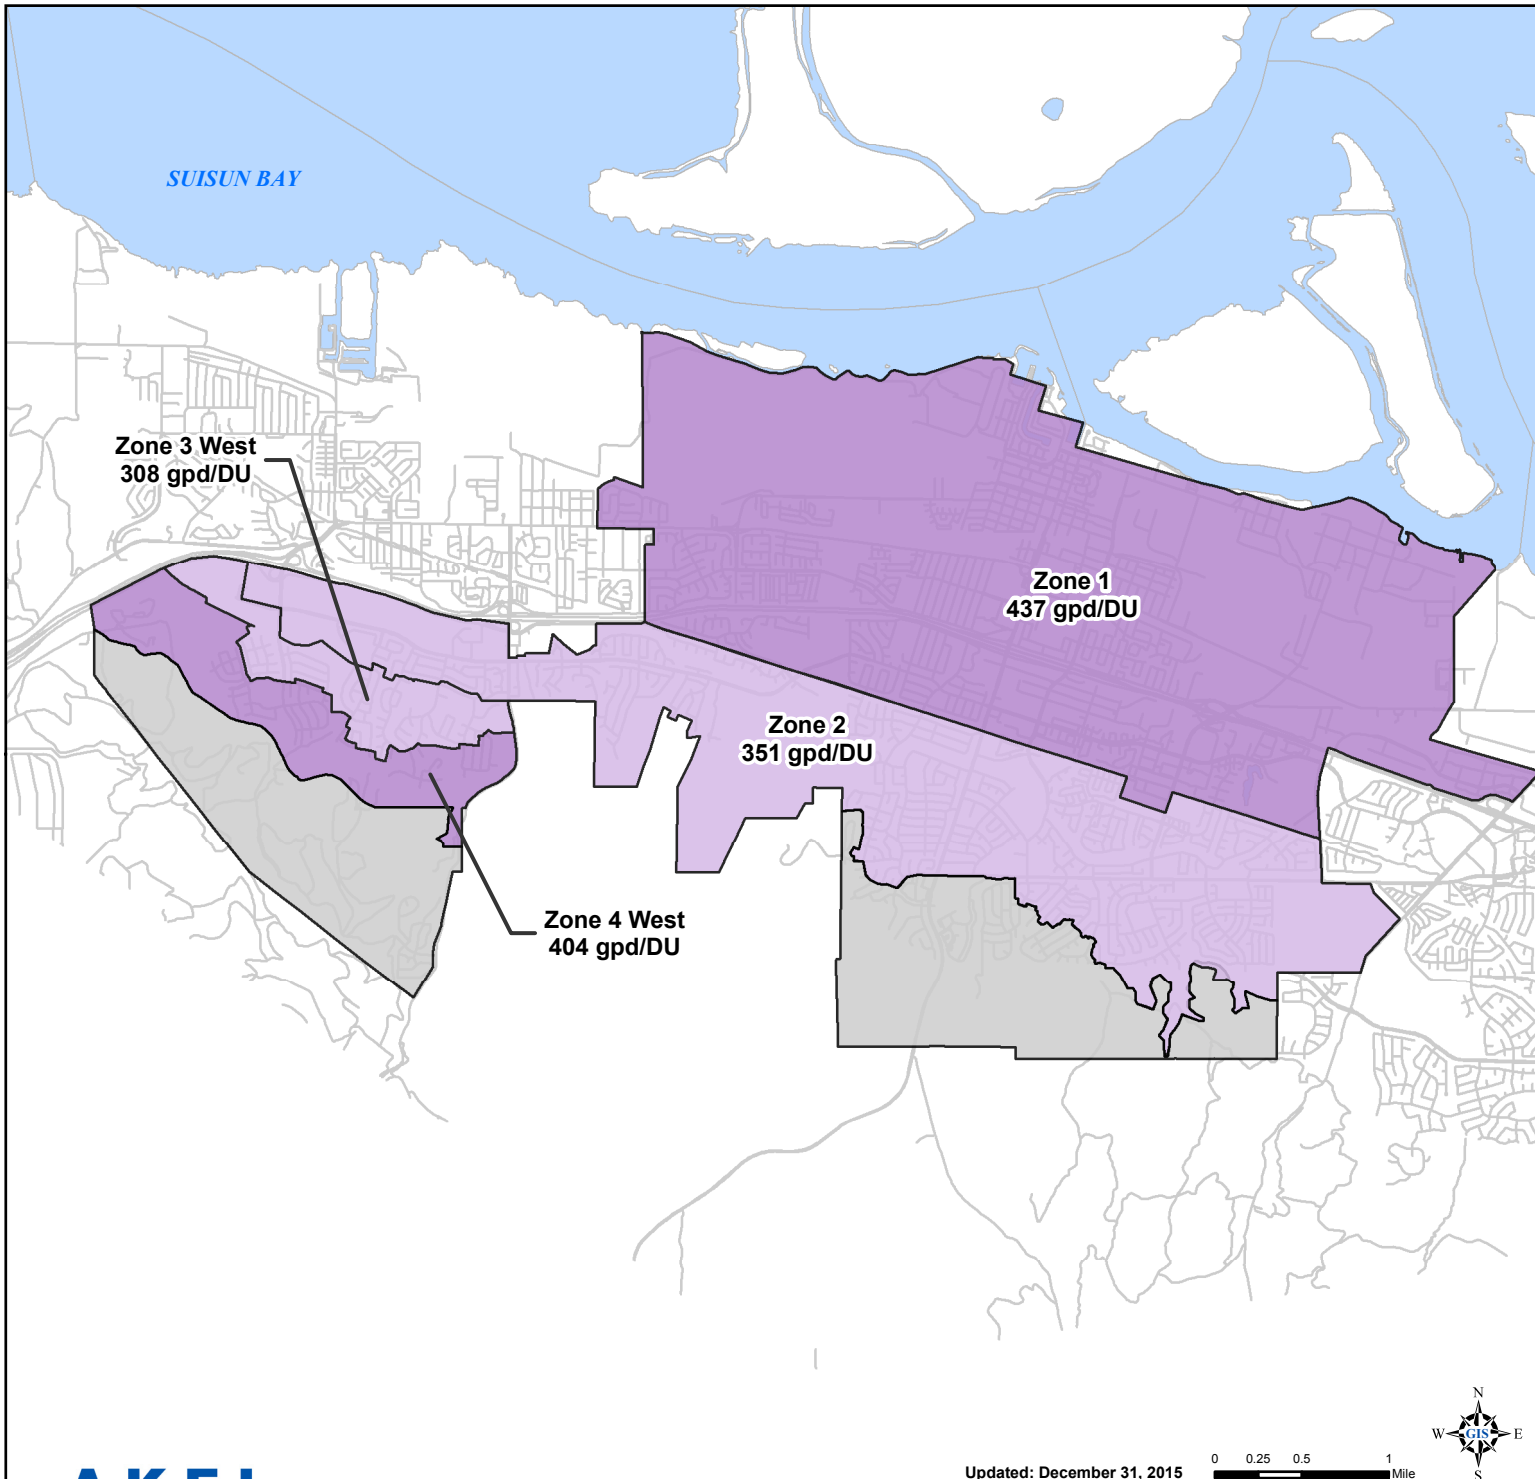 SUISUN BAY
Zone 3 West
308 gpd/DU
Zone 1
437 gpd/DU
Zone 2
351 gpd/DU
Zone 4 West
404 gpd/DU
N
W GIS E
S
Updated: December 31, 2015
0 0.25 0.5 1
Mile